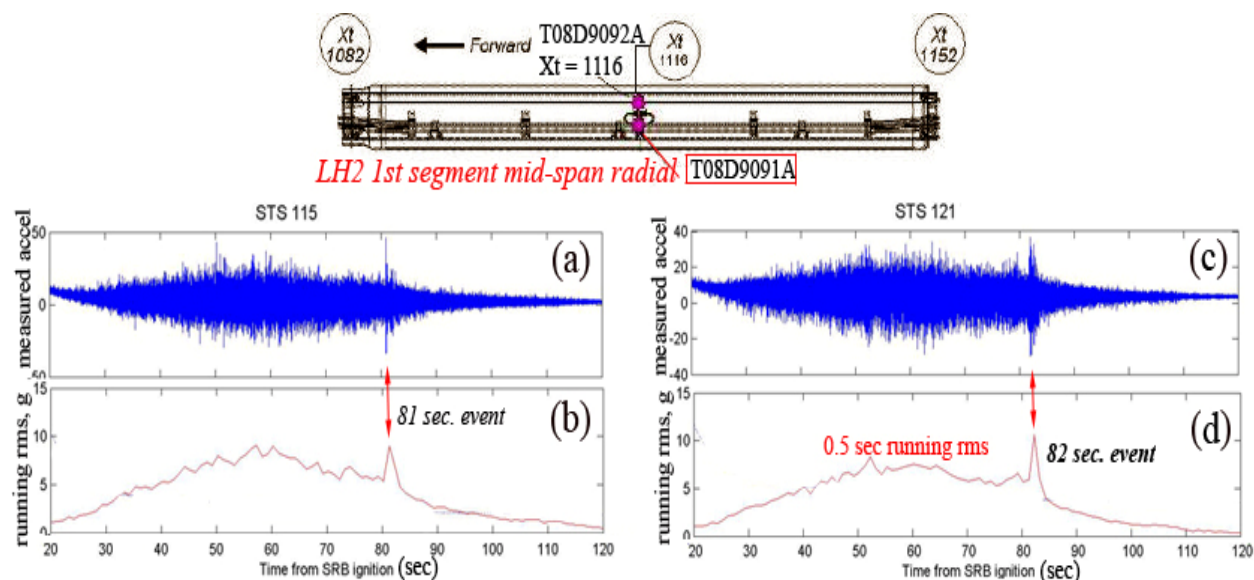 Xt
1082
Forward
T08D9092A
Xt = 1116
Xt
1116
Xt
1152
LH2 1st segment mid-span radial
T08D9091A
STS 115
measured accel
50
0
-50
(a)
running rms, g
15
10
5
0
(b)
81 sec. event
20 30 40 50 60 70 80 90 100 110 120
Time from SRB ignition (sec)
STS 121
measured accel
40
20
0
-20
-40
(c)
running rms, g
15
10
5
0
(d)
0.5 sec running rms
82 sec. event
20 30 40 50 60 70 80 90 100 110 120
Time from SRB ignition (sec)